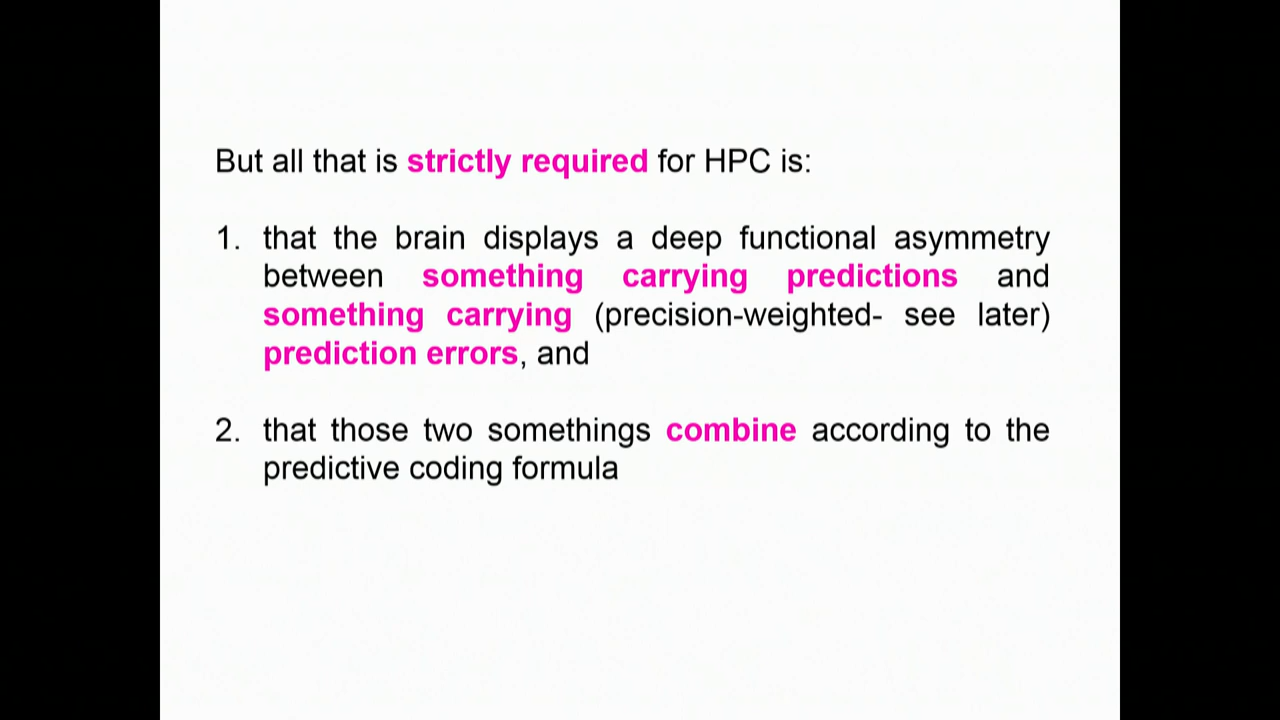 But all that is strictly required for HPC is:
1. that the brain displays a deep functional asymmetry
between something carrying predictions and
something carrying (precision-weighted- see later)
prediction errors, and
2. that those two somethings combine according to the
predictive coding formula